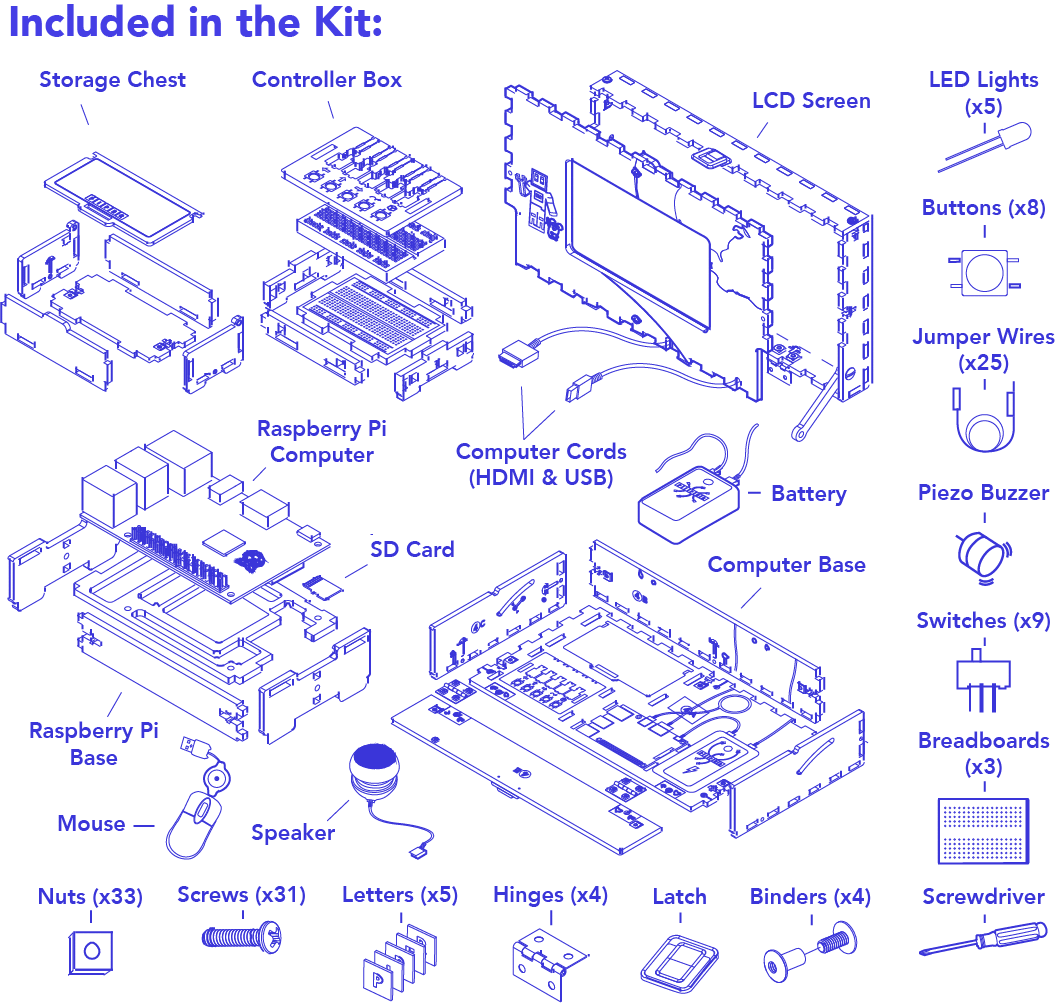 Included in the Kit:
Storage Chest
Controller Box
LCD Screen
LED Lights
(x5)
Buttons (x8)
Jumper Wires
(x25)
Raspberry Pi
Computer
Computer Cords
(HDMI & USB)
Battery
Piezo Buzzer
SD Card
Computer Base
Switches (x9)
Raspberry Pi
Base
Breadboards
(x3)
Mouse
Speaker
Nuts (x33)
Screws (x31)
Letters (x5)
Hinges (x4)
Latch
Binders (x4)
Screwdriver
P